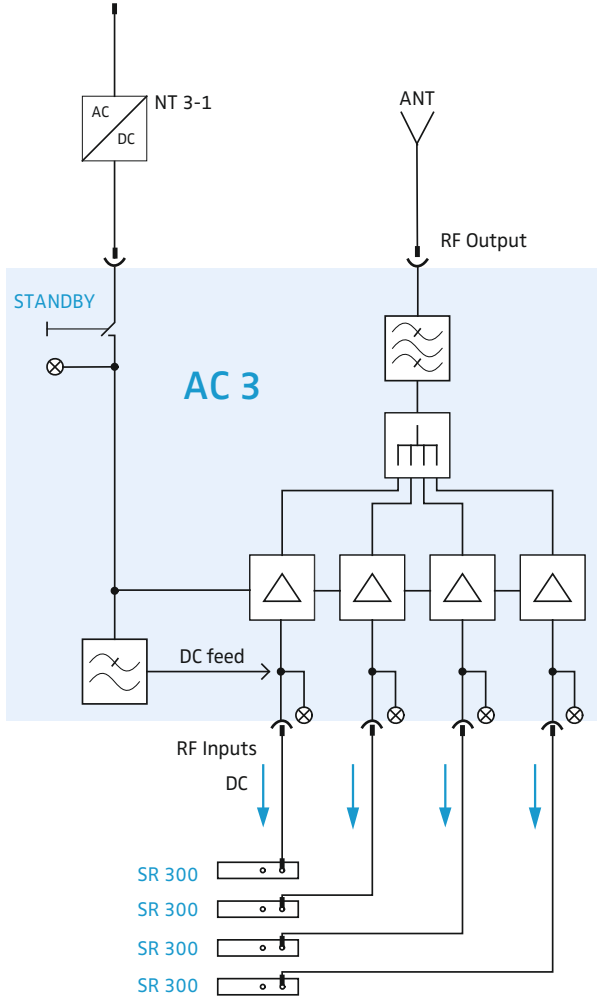 NT 3-1
AC
DC
ANT
RF Output
STANDBY
AC 3
DC feed
RF Inputs
DC
SR 300
SR 300
SR 300
SR 300